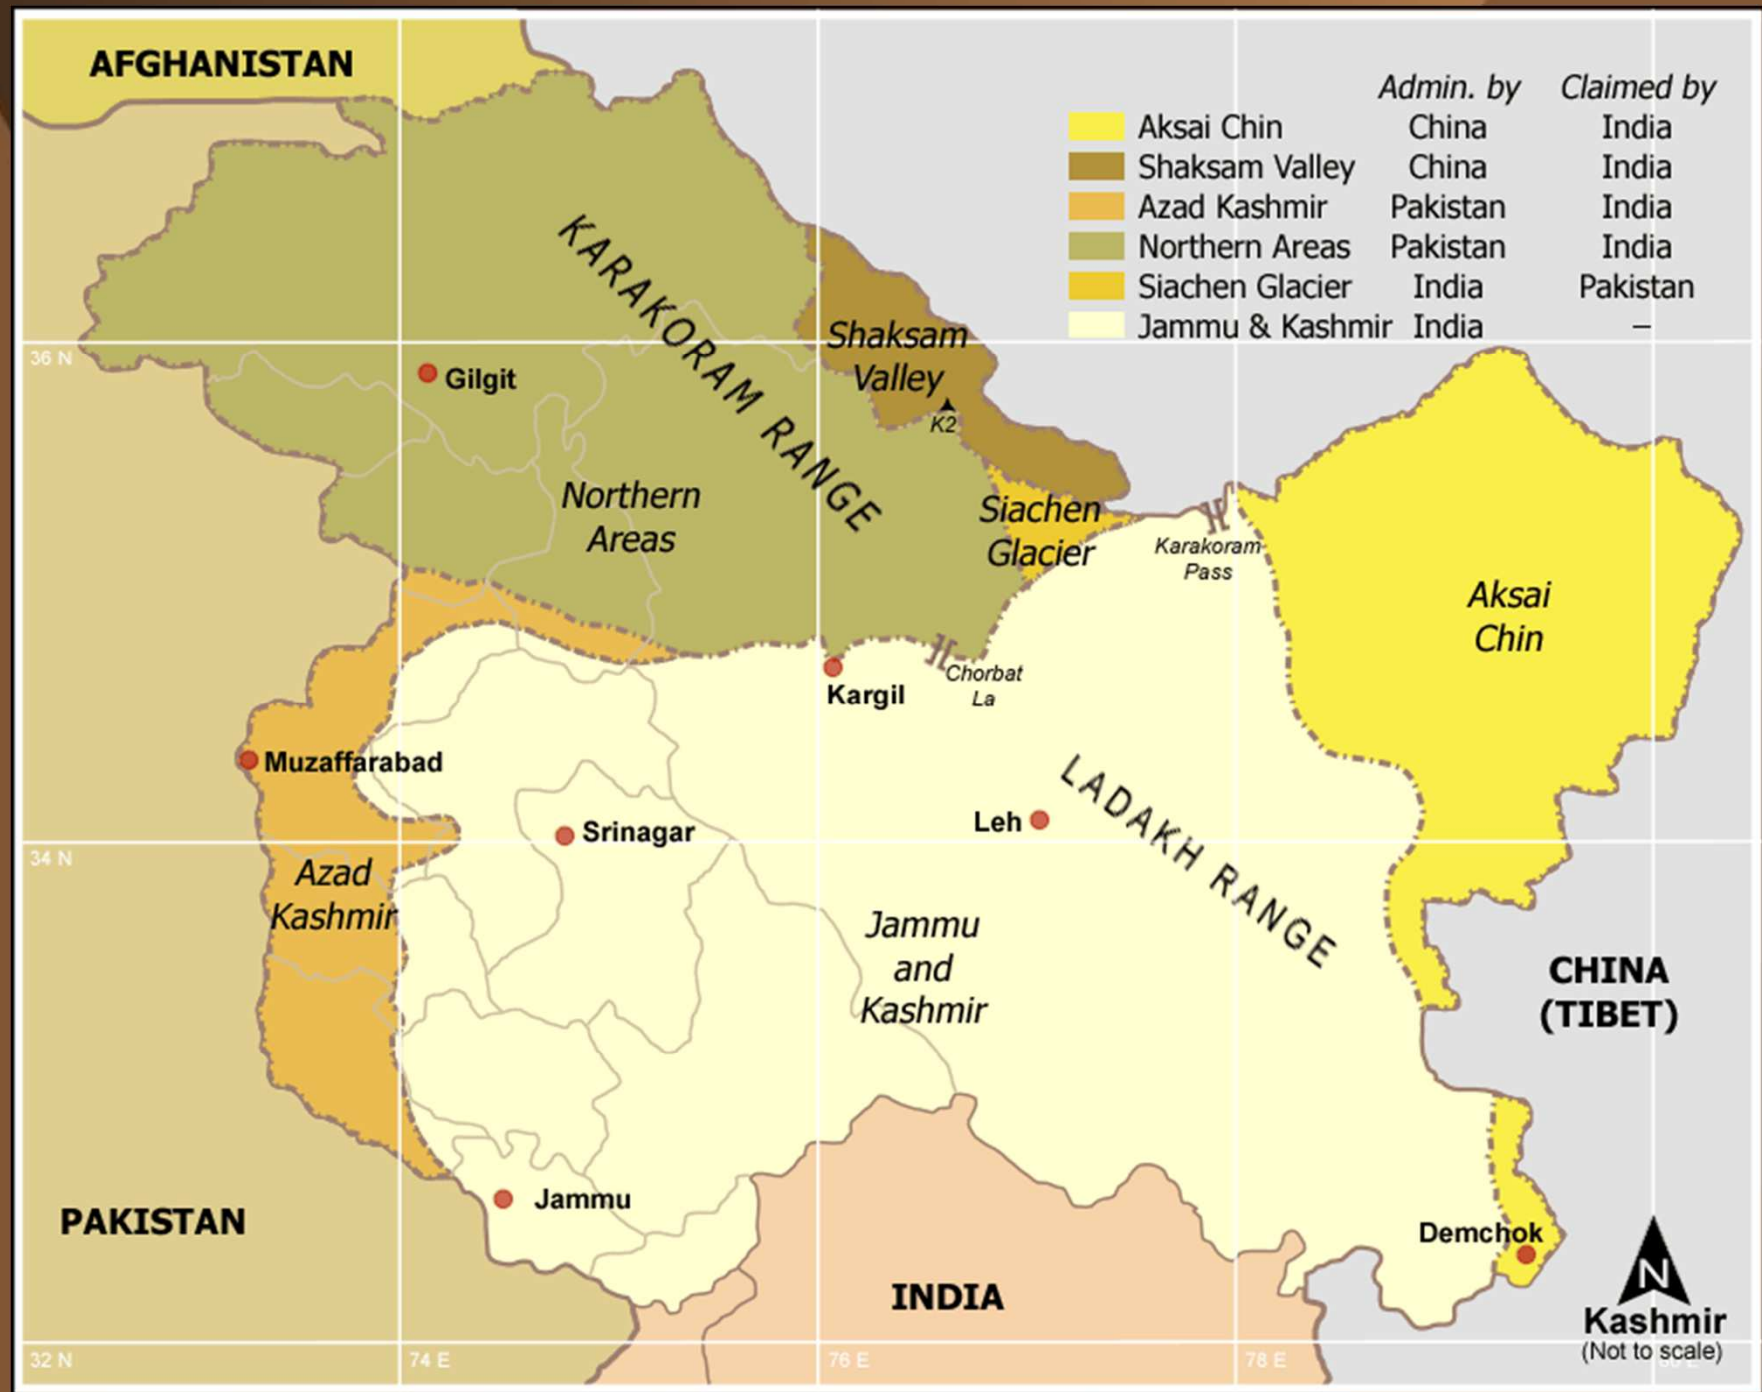 AFGHANISTAN
Admin. by Claimed by
Aksai Chin China India
Shaksam Valley China India
Azad Kashmir Pakistan India
Northern Areas Pakistan India
Siachen Glacier India Pakistan
Jammu & Kashmir India –
KARAKORAM RANGE
Shaksam
Valley
36 N
Gilgit
K2
Northern
Areas
Siachen
Glacier
Karakoram
Pass
Aksai
Chin
Chorbat
La
Kargil
Muzaffarabad
LADAKH RANGE
Leh
Srinagar
34 N
Azad
Kashmir
Jammu
and
Kashmir
CHINA
(TIBET)
Jammu
PAKISTAN
Demchok
INDIA
N
Kashmir
(Not to scale)
32 N
74 E
76 E
78 E